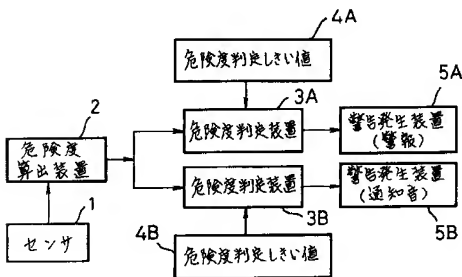 4A
危険度判定しきい値
3A
5A
2
危険度
算出装置
危険度判定装置
警告発生装置
(警報)
危険度判定装置
警告発生装置
(通知音)
1
3B
5B
センサ
4B
危険度判定しきい値